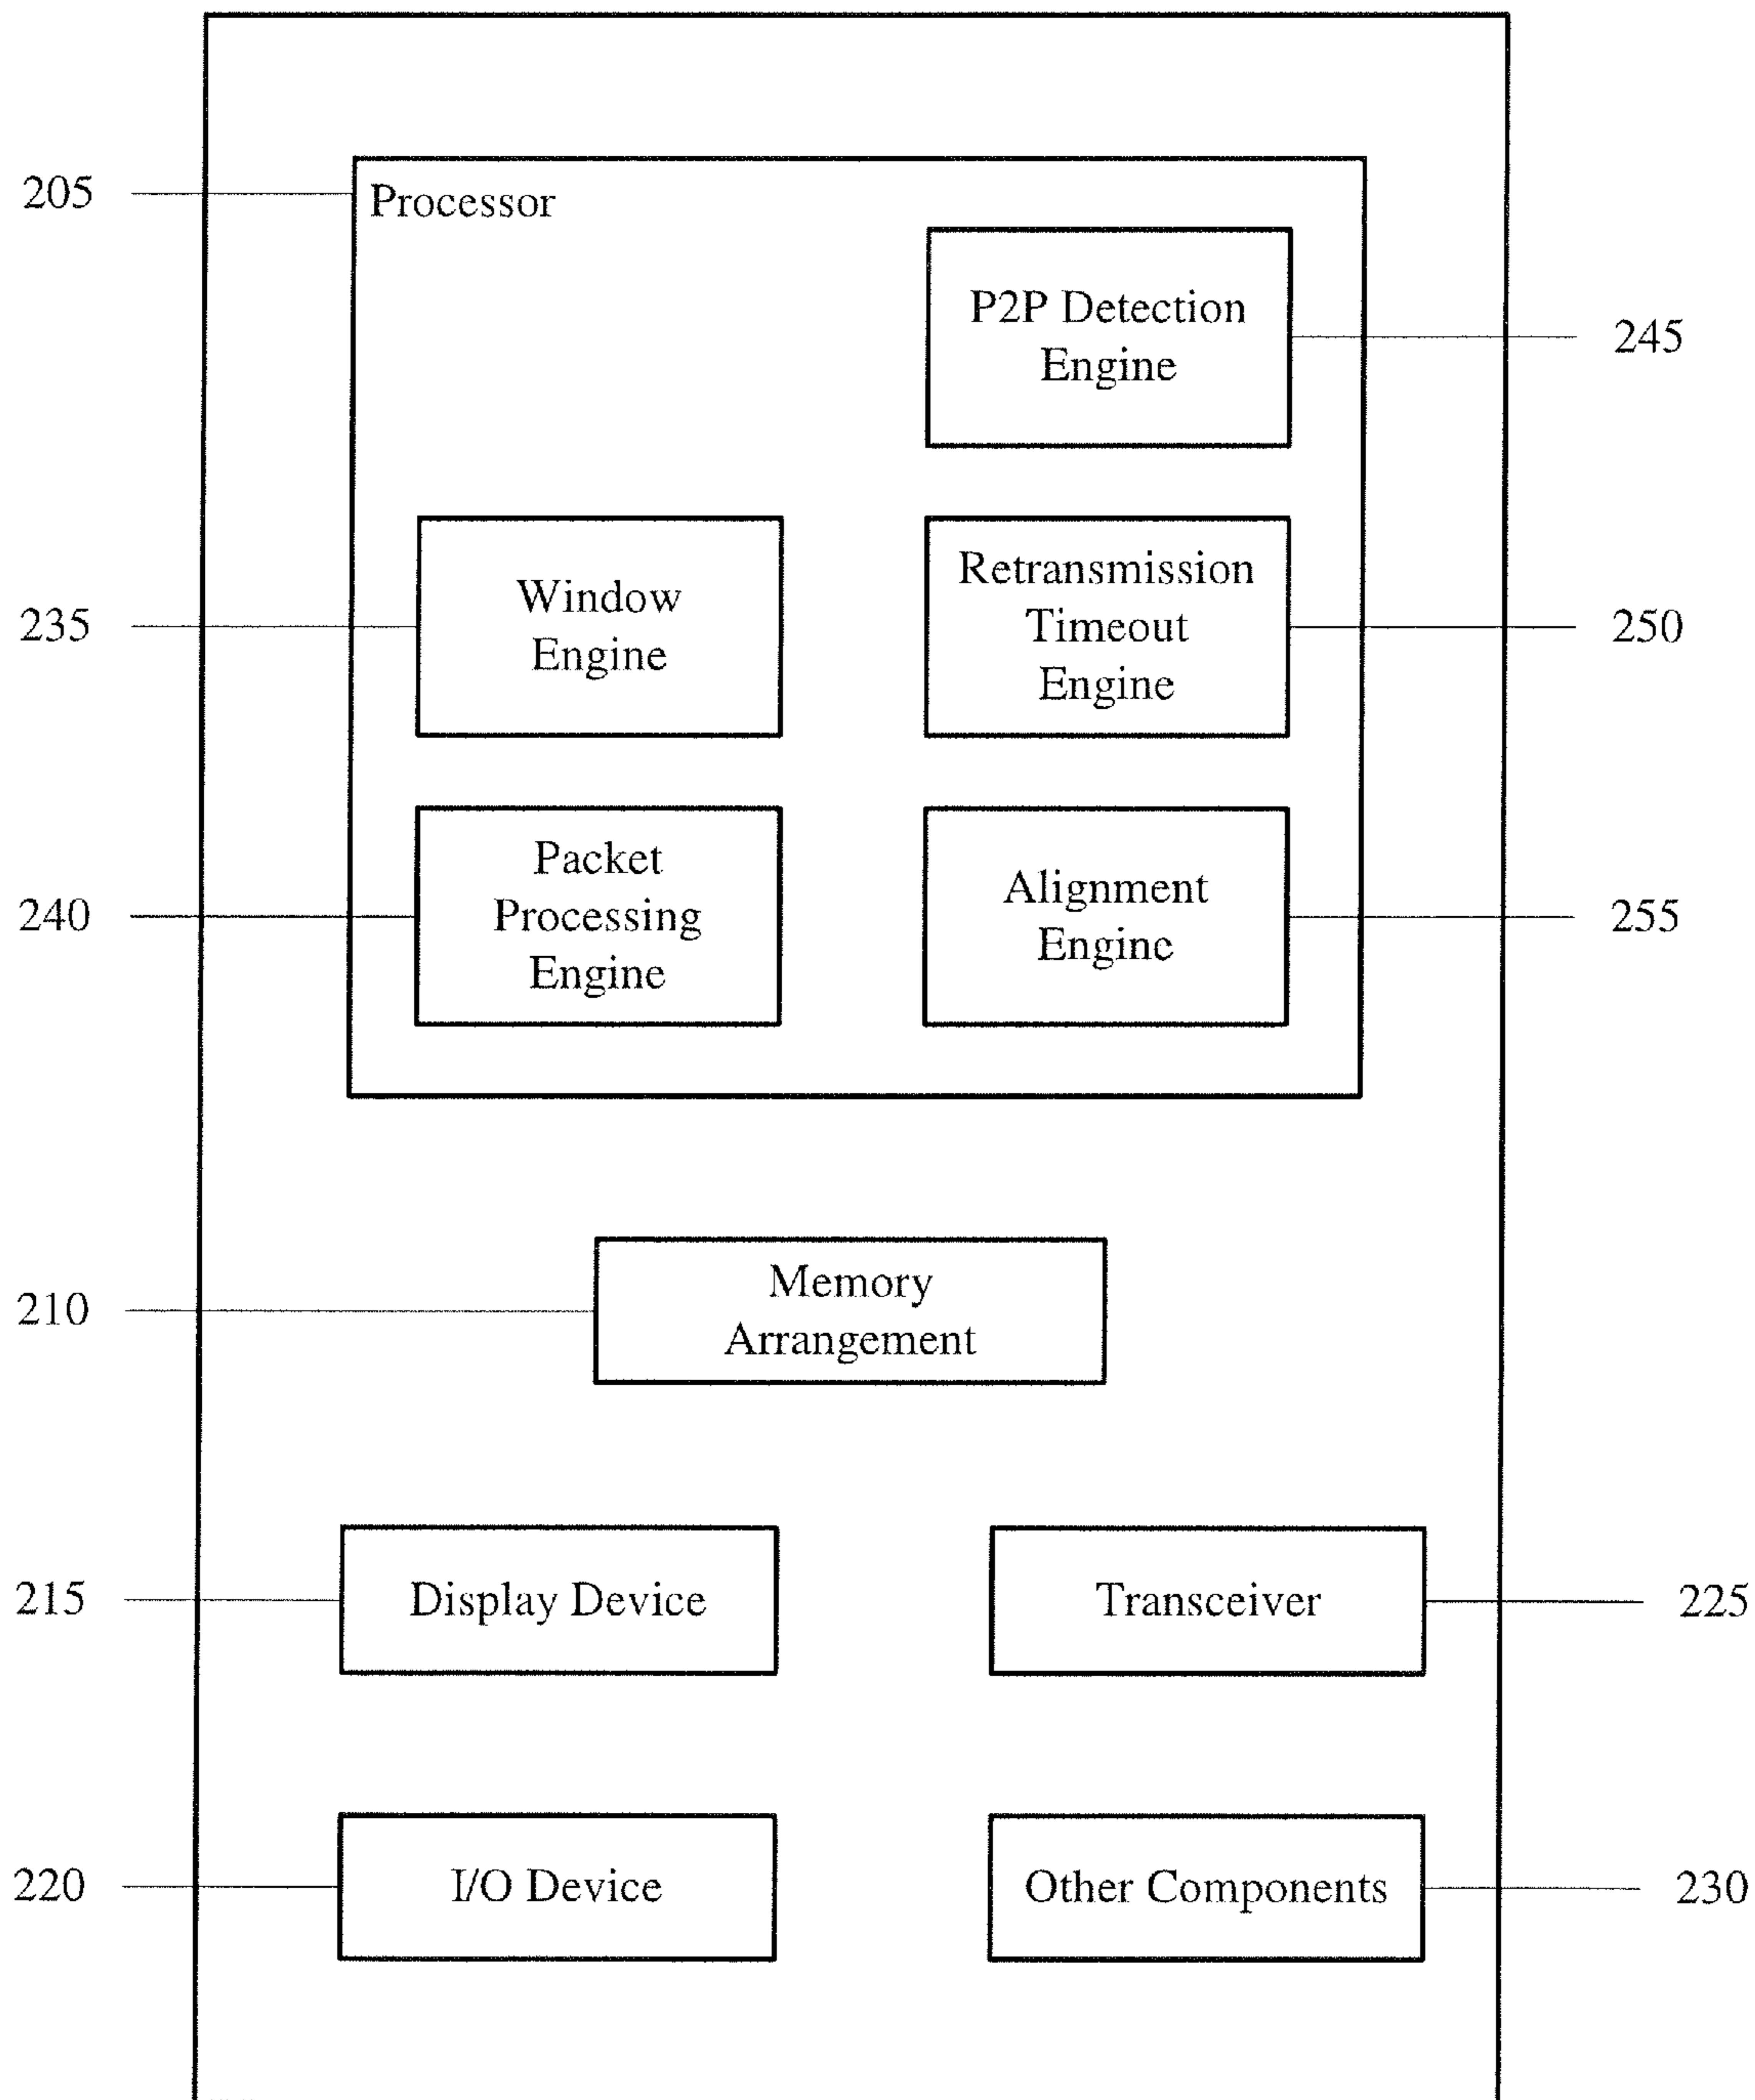 205
Processor
P2P Detection
Engine
245
235
Window
Engine
Retransmission
Timeout
Engine
250
240
Packet
Processing
Engine
Alignment
Engine
255
210
Memory
Arrangement
215
Display Device
Transceiver
225
220
I/O Device
Other Components
230